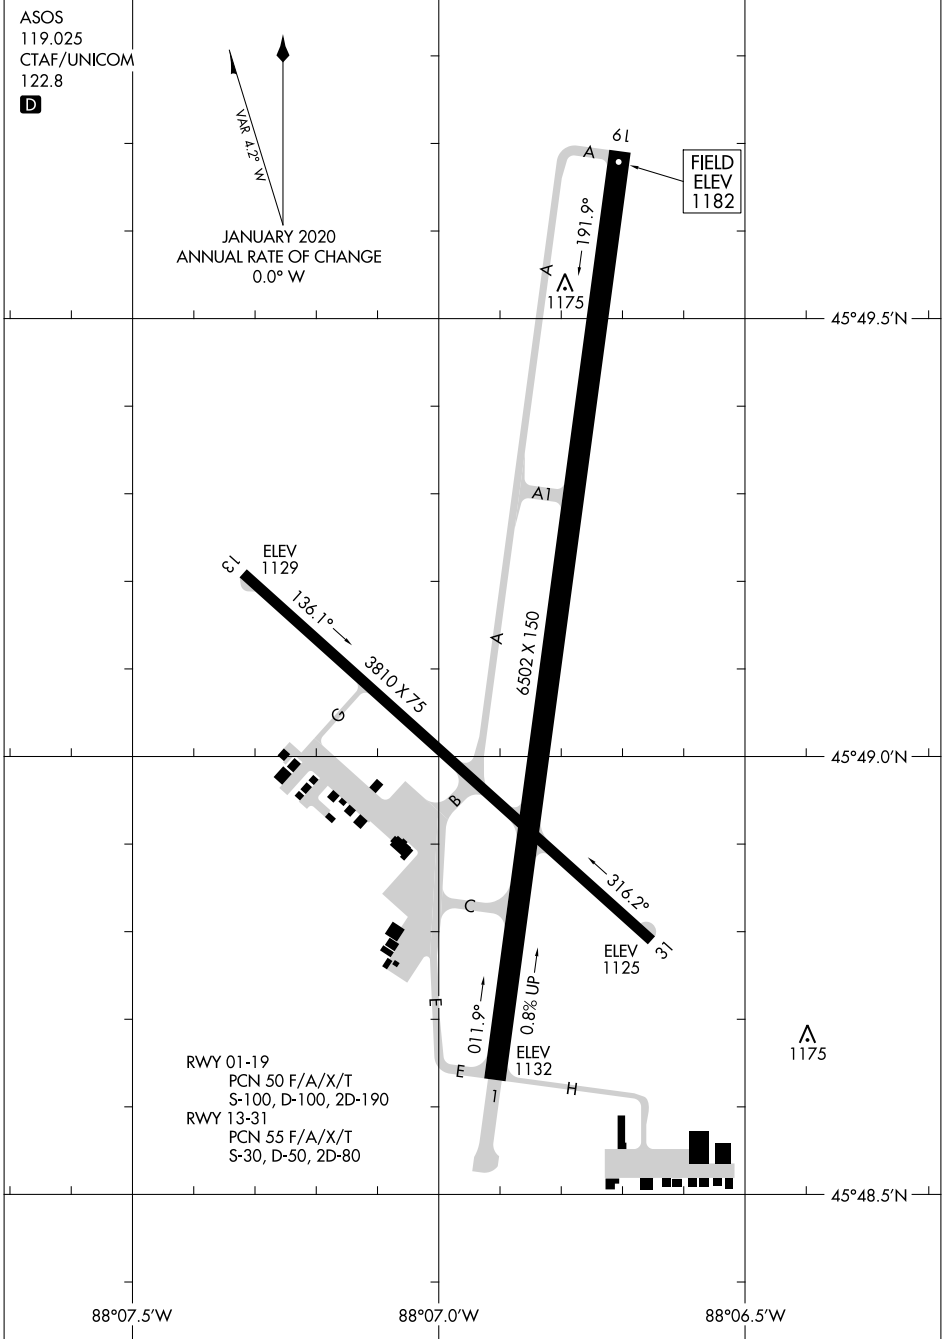 ASOS
119.025
CTAF/UNICOM
122.8
D
VAR 4.2° W
JANUARY 2020
ANNUAL RATE OF CHANGE
0.0° W
19
A
FIELD
ELEV
1182
191.9°
A
1175
45°49.5'N
A1
13
ELEV
1129
136.1°
3810 X 75
A
6502 X 150
G
45°49.0'N
B
C
316.2°
31
ELEV
1125
E
011.9°
0.8% UP
1175
ELEV
1132
E
H
1
RWY 01-19
PCN 50 F/A/X/T
S-100, D-100, 2D-190
RWY 13-31
PCN 55 F/A/X/T
S-30, D-50, 2D-80
45°48.5'N
88°07.5'W
88°07.0'W
88°06.5'W